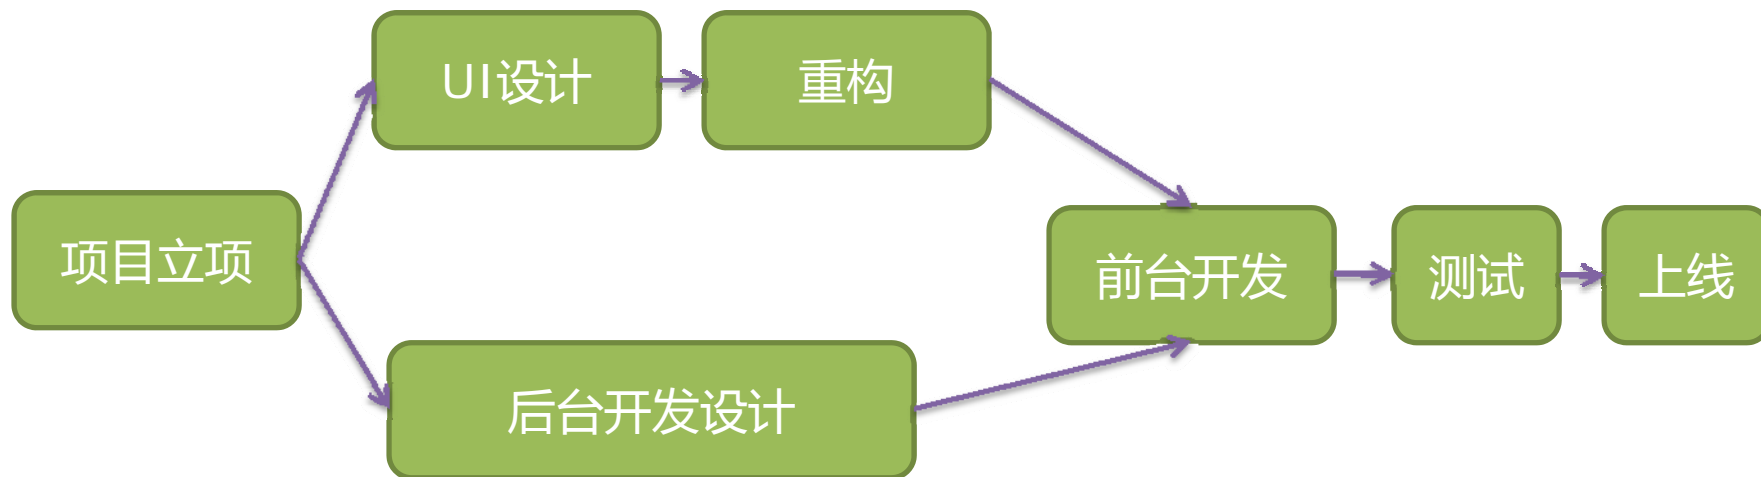 UI设计
重构
项目立项
前台开发
测试
上线
后台开发设计